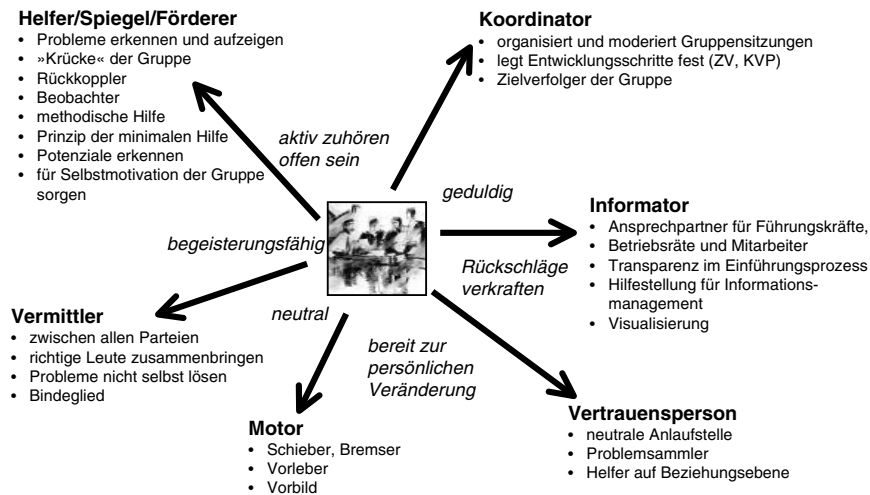 Helfer/Spiegel/Förderer
• Probleme erkennen und aufzeigen
• »Krücke« der Gruppe
• Rückkoppler
• Beobachter
• methodische Hilfe
• Prinzip der minimalen Hilfe
• Potenziale erkennen
• für Selbstmotivation der Gruppe
sorgen
Koordinator
• organisiert und moderiert Gruppensitzungen
• legt Entwicklungsschritte fest (ZV, KVP)
• Zielverfolger der Gruppe
aktiv zuhören
offen sein
geduldig
begeisterungsfähig
Informator
• Ansprechpartner für Führungskräfte,
• Betriebsräte und Mitarbeiter
• Transparenz im Einführungsprozess
• Hilfestellung für Informations-
management
• Visualisierung
Rückschläge
verkraften
neutral
Vermittler
• zwischen allen Parteien
• richtige Leute zusammenbringen
• Probleme nicht selbst lösen
• Bindeglied
bereit zur
persönlichen
Veränderung
Motor
• Schieber, Bremser
• Vorleber
• Vorbild
Vertrauensperson
• neutrale Anlaufstelle
• Problemsammler
• Helfer auf Beziehungsebene